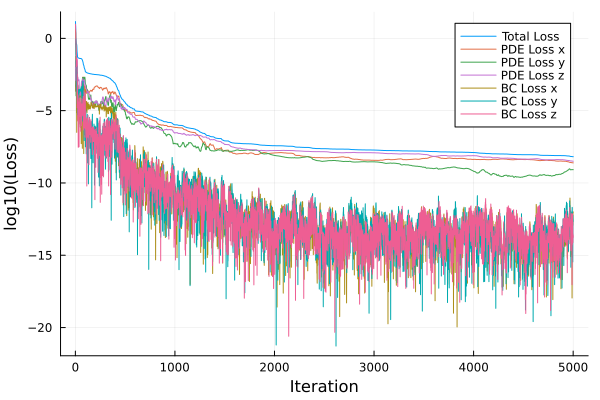 Total Loss
PDE Loss x
PDE Loss y
PDE Loss z
BC Loss x
BC Loss y
BC Loss z
log10(Loss)
0
−5
−10
−15
−20
0 1000 2000 3000 4000 5000
Iteration